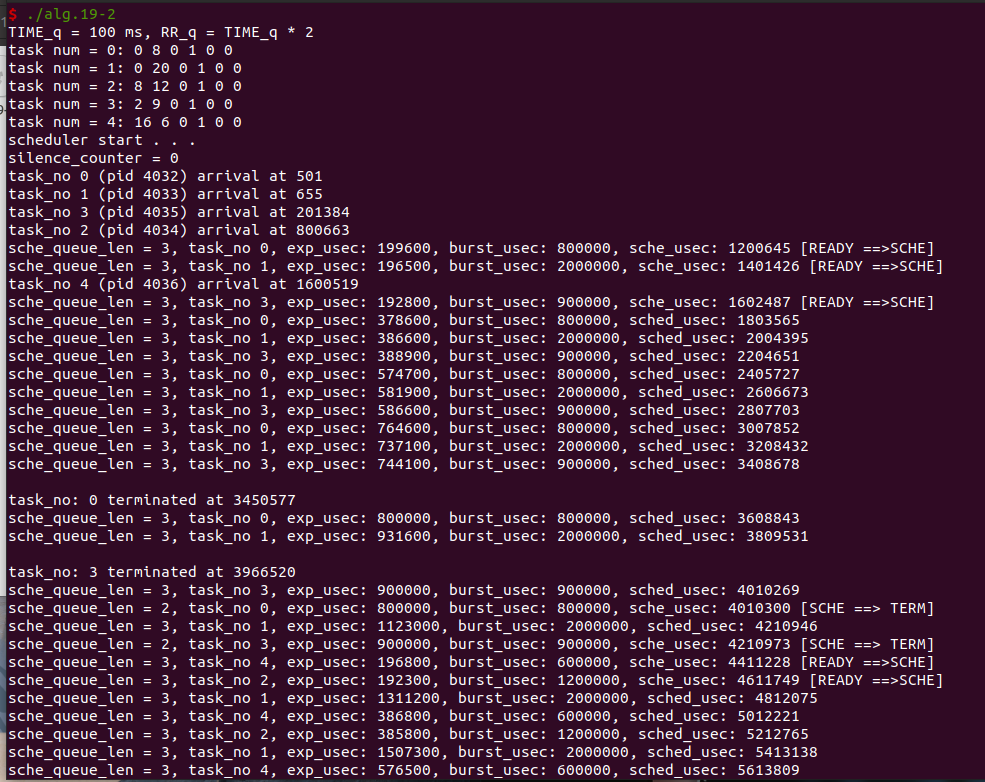 $ ./alg.19-2
TIME_q = 100 ms, RR_q = TIME_q * 2
task num = 0: 0 8 0 1 0 0
task num = 1: 0 20 0 1 0 0
task num = 2: 8 12 0 1 0 0
task num = 3: 2 9 0 1 0 0
task num = 4: 16 6 0 1 0 0
scheduler start . . .
silence_counter = 0
task_no 0 (pid 4032) arrival at 501
task_no 1 (pid 4033) arrival at 655
task_no 3 (pid 4035) arrival at 201384
task_no 2 (pid 4034) arrival at 800663
sche_queue_len = 3, task_no 0, exp_usec: 199600, burst_usec: 800000, sche_usec: 1200645 [READY ==>SCHE]
sche_queue_len = 3, task_no 1, exp_usec: 196500, burst_usec: 2000000, sche_usec: 1401426 [READY ==>SCHE]
task_no 4 (pid 4036) arrival at 1600519
sche_queue_len = 3, task_no 3, exp_usec: 192800, burst_usec: 900000, sche_usec: 1602487 [READY ==>SCHE]
sche_queue_len = 3, task_no 0, exp_usec: 378600, burst_usec: 800000, sched_usec: 1803565
sche_queue_len = 3, task_no 1, exp_usec: 386600, burst_usec: 2000000, sched_usec: 2004395
sche_queue_len = 3, task_no 3, exp_usec: 388900, burst_usec: 900000, sched_usec: 2204651
sche_queue_len = 3, task_no 0, exp_usec: 574700, burst_usec: 800000, sched_usec: 2405727
sche_queue_len = 3, task_no 1, exp_usec: 581900, burst_usec: 2000000, sched_usec: 2606673
sche_queue_len = 3, task_no 3, exp_usec: 586600, burst_usec: 900000, sched_usec: 2807703
sche_queue_len = 3, task_no 0, exp_usec: 764600, burst_usec: 800000, sched_usec: 3007852
sche_queue_len = 3, task_no 1, exp_usec: 737100, burst_usec: 2000000, sched_usec: 3208432
sche_queue_len = 3, task_no 3, exp_usec: 744100, burst_usec: 900000, sched_usec: 3408678
task_no: 0 terminated at 3450577
sche_queue_len = 3, task_no 0, exp_usec: 800000, burst_usec: 800000, sched_usec: 3608843
sche_queue_len = 3, task_no 1, exp_usec: 931600, burst_usec: 2000000, sched_usec: 3809531
task_no: 3 terminated at 3966520
sche_queue_len = 3, task_no 3, exp_usec: 900000, burst_usec: 900000, sched_usec: 4010269
sche_queue_len = 2, task_no 0, exp_usec: 800000, burst_usec: 800000, sche_usec: 4010300 [SCHE ==> TERM]
sche_queue_len = 3, task_no 1, exp_usec: 1123000, burst_usec: 2000000, sched_usec: 4210946
sche_queue_len = 2, task_no 3, exp_usec: 900000, burst_usec: 900000, sche_usec: 4210973 [SCHE ==> TERM]
sche_queue_len = 3, task_no 4, exp_usec: 196800, burst_usec: 600000, sche_usec: 4411228 [READY ==>SCHE]
sche_queue_len = 3, task_no 2, exp_usec: 192300, burst_usec: 1200000, sche_usec: 4611749 [READY ==>SCHE]
sche_queue_len = 3, task_no 1, exp_usec: 1311200, burst_usec: 2000000, sched_usec: 4812075
sche_queue_len = 3, task_no 4, exp_usec: 386800, burst_usec: 600000, sched_usec: 5012221
sche_queue_len = 3, task_no 2, exp_usec: 385800, burst_usec: 1200000, sched_usec: 5212765
sche_queue_len = 3, task_no 1, exp_usec: 1507300, burst_usec: 2000000, sched_usec: 5413138
sche_queue_len = 3, task_no 4, exp_usec: 576500, burst_usec: 600000, sched_usec: 5613809